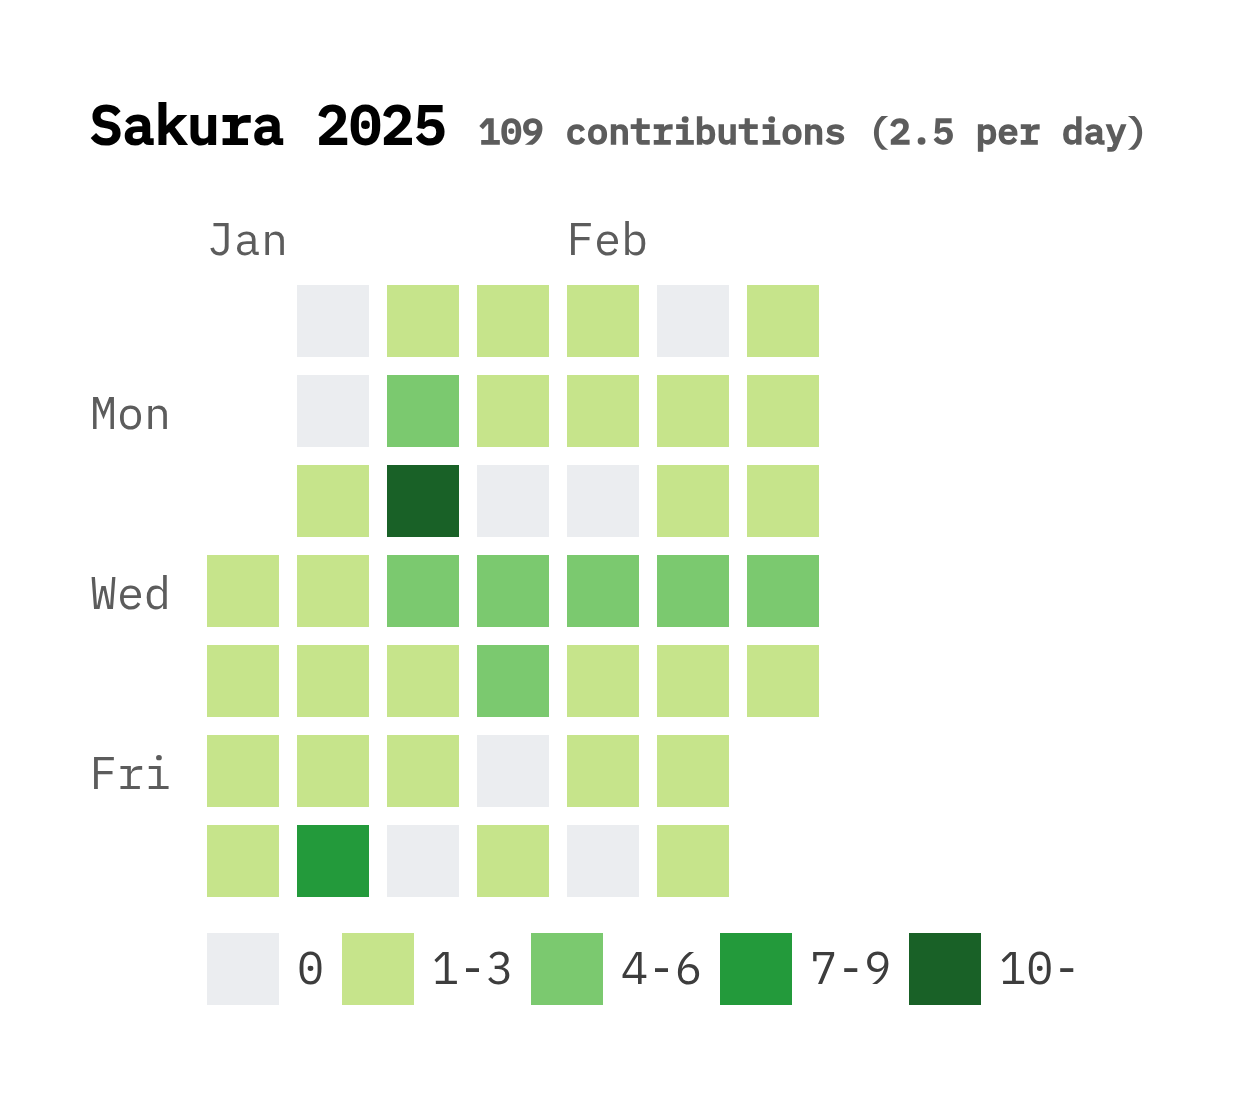 Sakura 2025 109 contributions (2.5 per day)
Jan Feb
Mon
Wed
Fri
0 1-3 4-6 7-9 10-